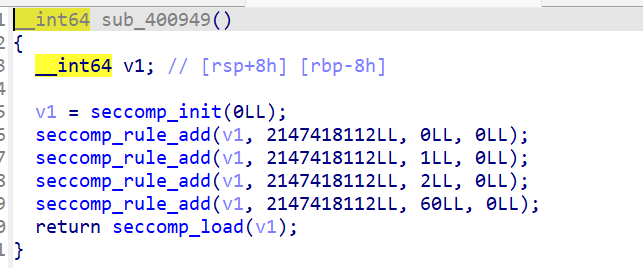 1 __int64 sub_400949()
2 {
3 __int64 v1; // [rsp+8h] [rbp-8h]
4
5 v1 = seccomp_init(0LL);
6 seccomp_rule_add(v1, 2147418112LL, 0LL, 0LL);
7 seccomp_rule_add(v1, 2147418112LL, 1LL, 0LL);
8 seccomp_rule_add(v1, 2147418112LL, 2LL, 0LL);
9 seccomp_rule_add(v1, 2147418112LL, 60LL, 0LL);
0 return seccomp_load(v1);
1 }